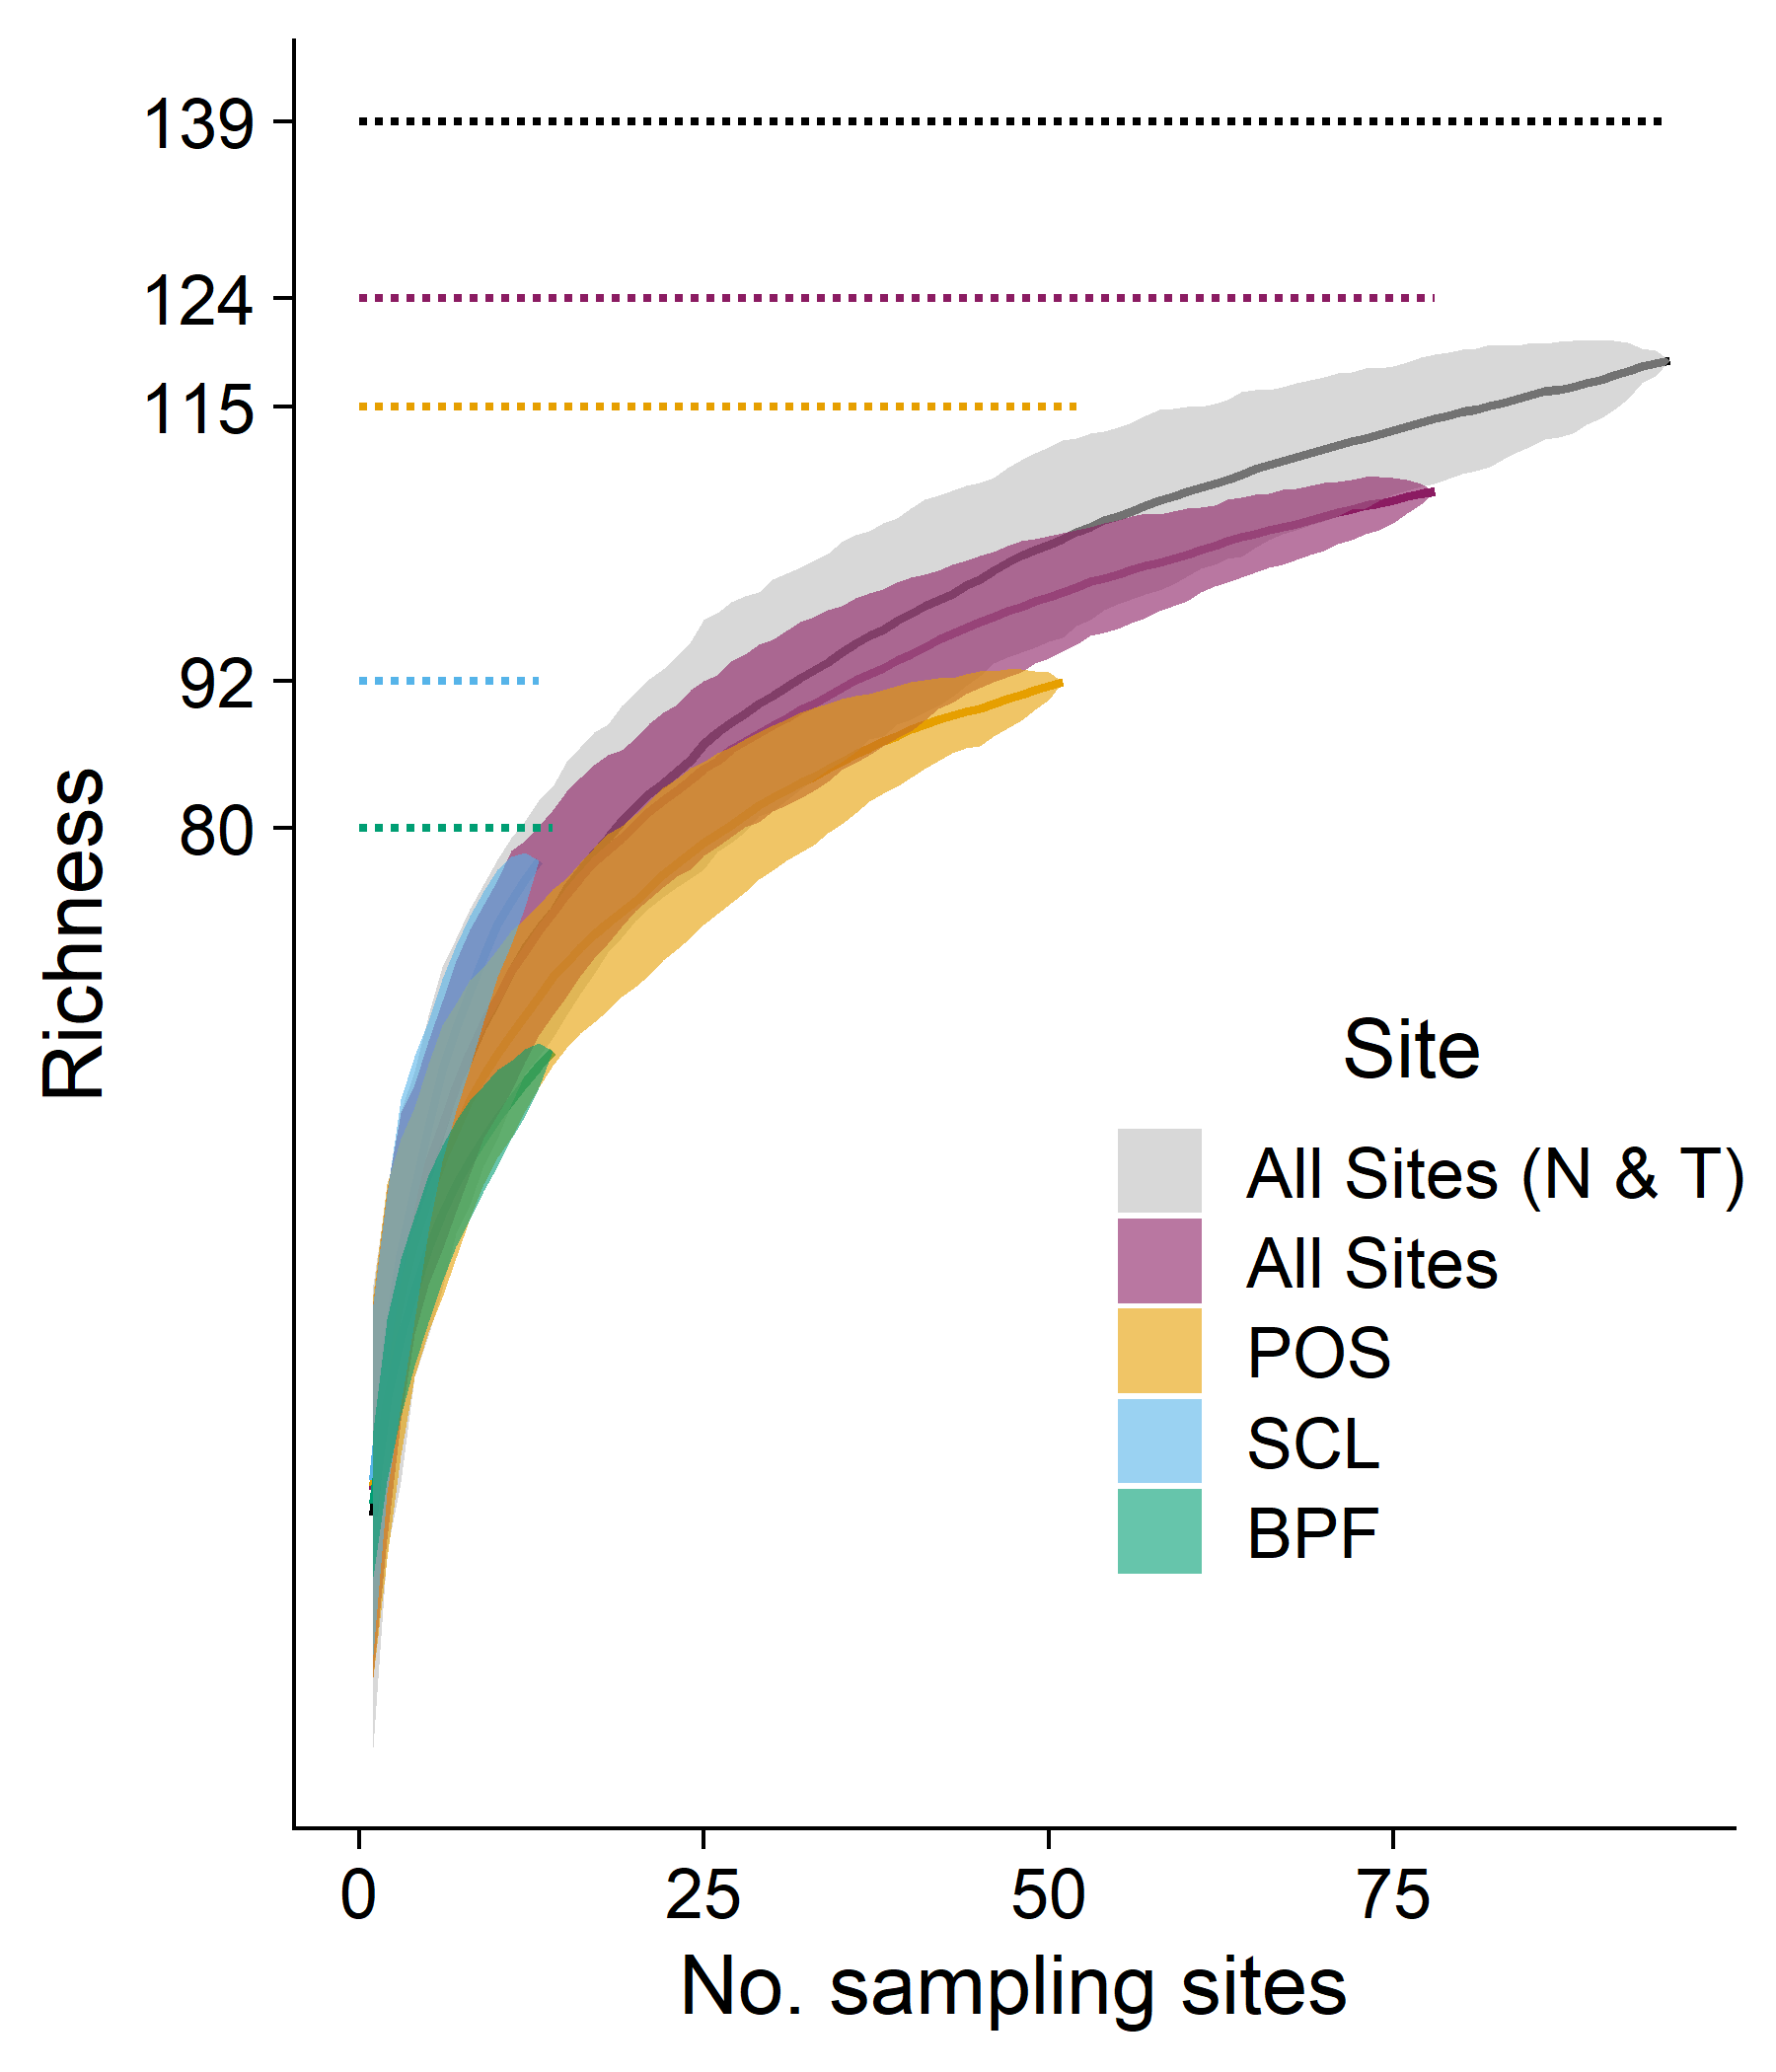 139
124
115
92
80
Richness
Site
All Sites (N & T)
All Sites
POS
SCL
BPF
0 25 50 75
No. sampling sites